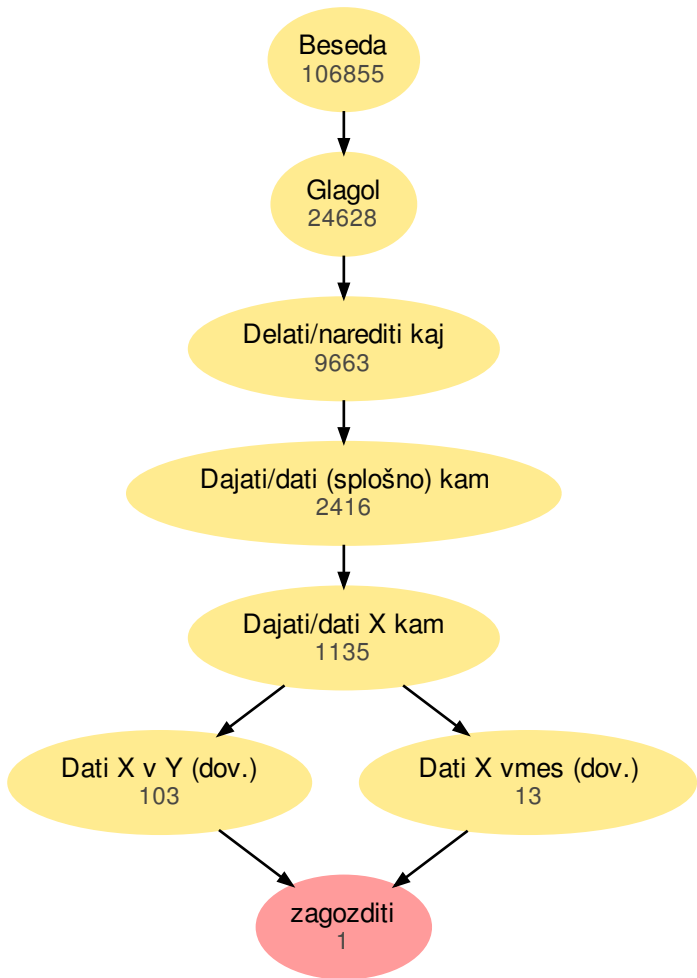 Beseda
106855
Glagol
24628
Delati/narediti kaj
9663
Dajati/dati (splošno) kam
2416
Dajati/dati X kam
1135
Dati X v Y (dov.)
103
Dati X vmes (dov.)
13
zagozditi
1